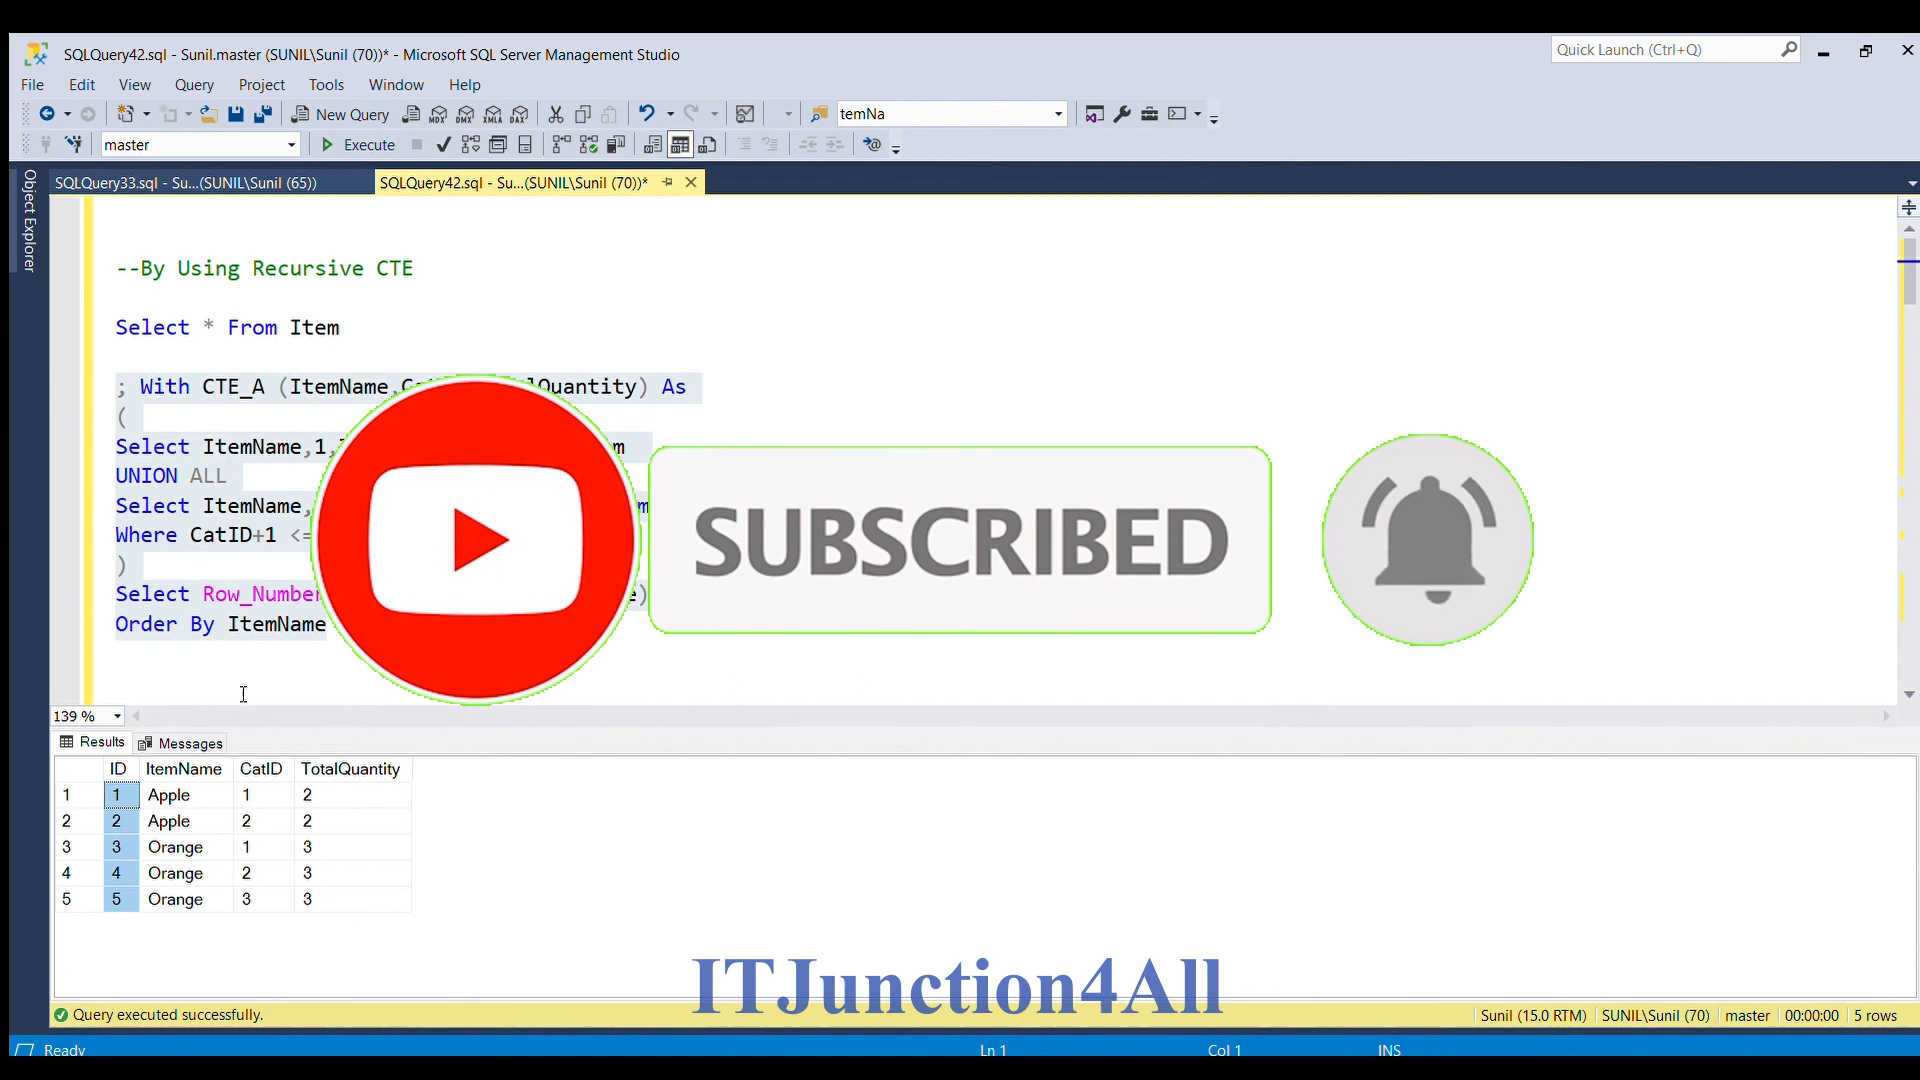 SQLQuery42.sql - Sunil.master (SUNIL\Sunil (70))* - Microsoft SQL Server Management Studio
Quick Launch (Ctrl+Q)
File Edit View Query Project Tools Window Help
New Query MDX DMX XMLA DAX temNa
master Execute
Object Explorer
SQLQuery33.sql - Su...(SUNIL\Sunil (65)) SQLQuery42.sql - Su...(SUNIL\Sunil (70))*
--By Using Recursive CTE
Select * From Item
; With CTE_A (ItemName, Quantity) As
(
Select ItemName,1,
UNION ALL
Select ItemName,
Where CatID+1 <=
)
Select Row_Number
Order By ItemName
SUBSCRIBED
139 %
Results Messages
ID ItemName CatID TotalQuantity
1 1 Apple 1 2
2 2 Apple 2 2
3 3 Orange 1 3
4 4 Orange 2 3
5 5 Orange 3 3
ITJunction4All
Query executed successfully. Sunil (15.0 RTM) SUNIL\Sunil (70) master 00:00:00 5 rows
Ready Ln 1 Col 1 INS